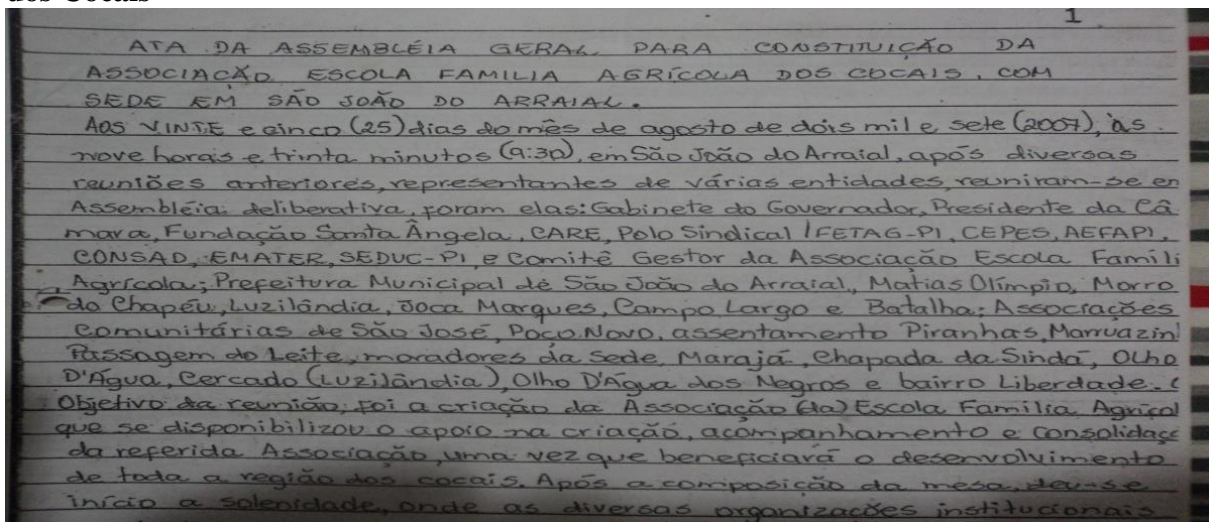 dos Cocais
1
ATA DA ASSEMBLÉIA GERAL PARA CONSTITUIÇÃO DA
ASSOCIAÇÃO ESCOLA FAMILIA AGRÍCOLA DOS COCAIS, COM
SEDE EM SÃO JOÃO DO ARRAIAL.
AOS VINTE e cinco (25) dias do mês de agosto de dois mil e sete (2007), às
nove horas e trinta minutos (9:30), em São João do Arraial, após diversas
reuniões anteriores, representantes de várias entidades, reuniram-se en
Assembléia deliberativa, foram elas: Gabinete do Governador, Presidente da Câ
mara, Fundação Santa Ângela, CARE, Polo Sindical/FETAG-PI, CEPES, AEFAPI,
CONSAD, EMATER, SEDUC-PI, e Comitê Gestor da Associação Escola Famíli
a Agrícola; Prefeitura Municipal de São João do Arraial, Matias Olímpio, Morro
do Chapéu, Luzilândia, Joca Marques, Campo Largo e Batalha; Associações
Comunitárias de São José, Poço Novo, assentamento Piranhas, Marruazin
Passagem do Leite, moradores da sede, Marajá, Chapada da Sindá, Olho
D'Água, Cercado (Luzilândia), Olho D'Água dos Negros e bairro Liberdade.
Objetivo da reunião, foi a criação da Associação (da) Escola Família Agrícol
que se disponibilizou o apoio na criação, acompanhamento e consolidaçã
da referida Associação, uma vez que beneficiará o desenvolvimento
de toda a região dos cocais. Após a composição da mesa, deu-se
início a solenidade, onde as diversas organizações institucionais